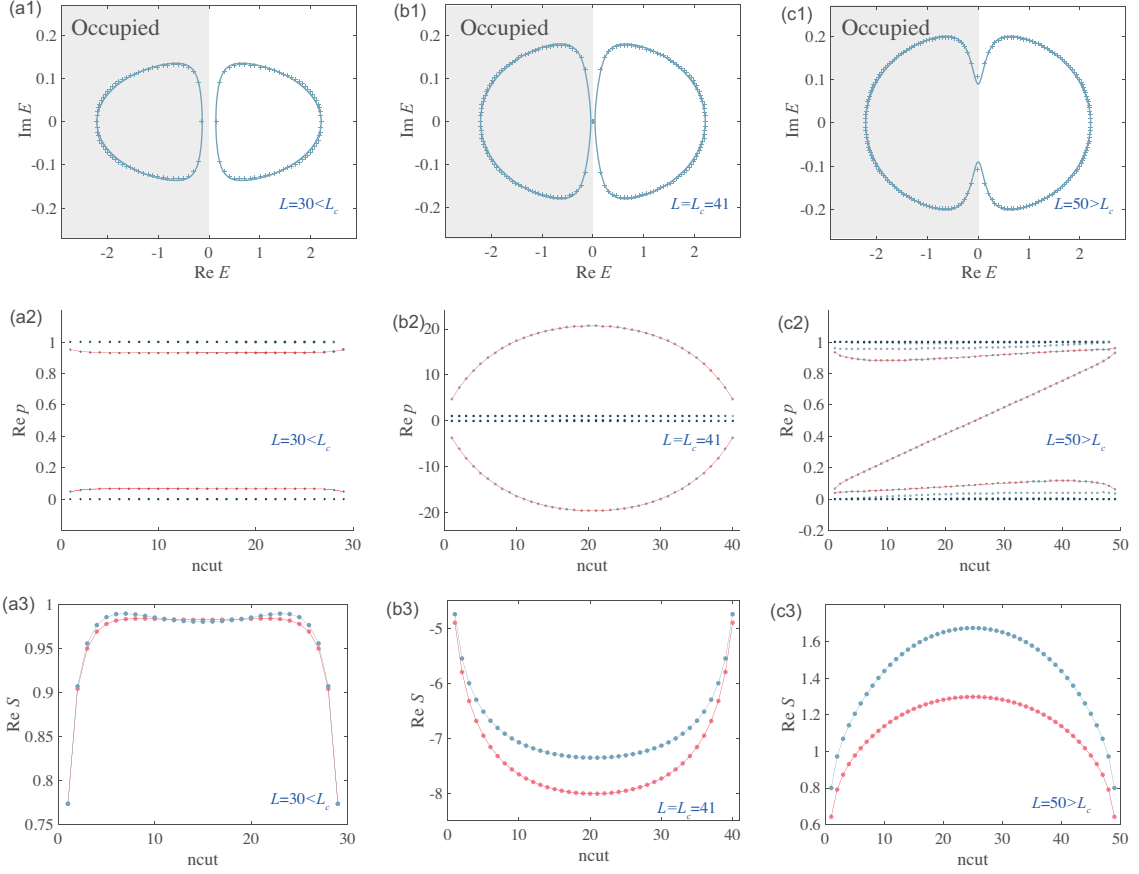 (a1)
Occupied
0.2
0.1
0
-0.1
-0.2
Im E
L=30<Lc
-2 -1 0 1 2
Re E
(b1)
Occupied
0.2
0.1
0
-0.1
-0.2
Im E
L=Lc=41
-2 -1 0 1 2
Re E
(c1)
Occupied
0.2
0.1
0
-0.1
-0.2
Im E
L=50>Lc
-2 -1 0 1 2
Re E
(a2)
1
0.8
0.6
0.4
0.2
0
Re p
L=30<Lc
0 10 20 30
ncut
(b2)
20
10
0
-10
-20
Re p
L=Lc=41
0 10 20 30 40
ncut
(c2)
1
0.8
0.6
0.4
0.2
0
-0.2
Re p
L=50>Lc
0 10 20 30 40 50
ncut
(a3)
1
0.95
0.9
0.85
0.8
0.75
Re S
L=30<Lc
0 10 20 30
ncut
(b3)
-5
-6
-7
-8
Re S
L=Lc=41
0 10 20 30 40
ncut
(c3)
1.6
1.4
1.2
1
0.8
0.6
Re S
L=50>Lc
0 10 20 30 40 50
ncut